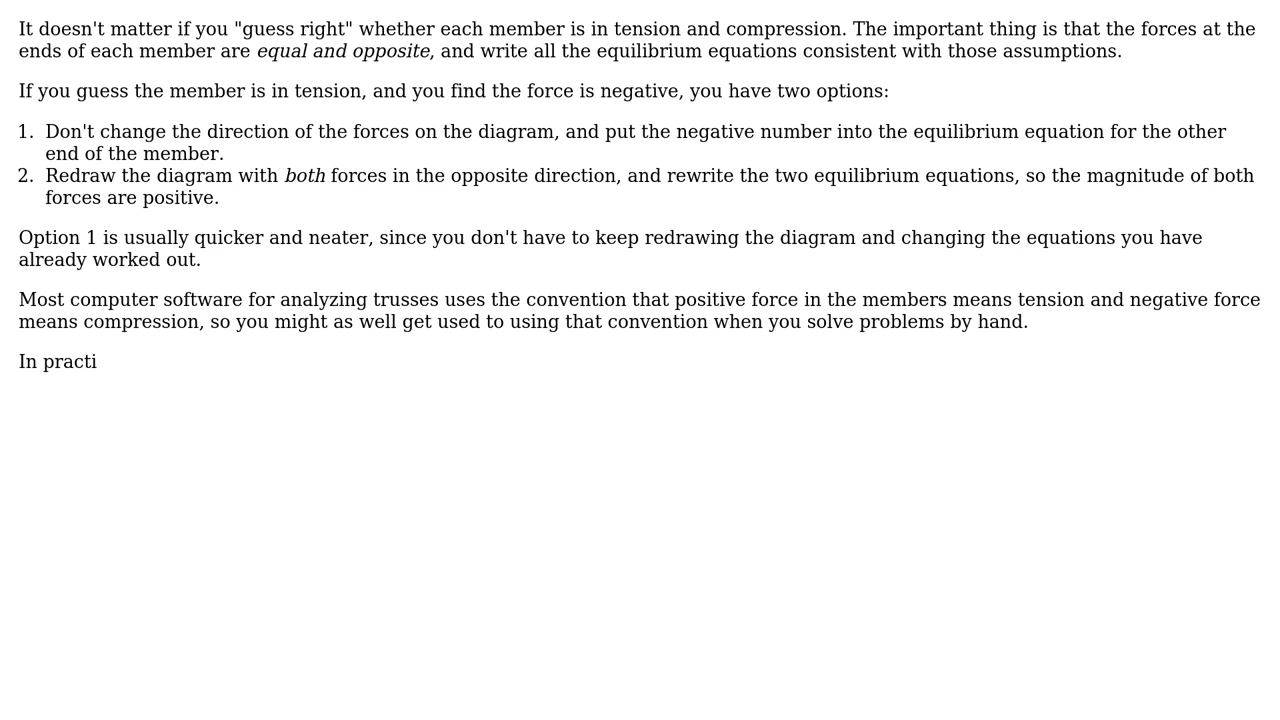 It doesn't matter if you "guess right" whether each member is in tension and compression. The important thing is that the forces at the
ends of each member are equal and opposite, and write all the equilibrium equations consistent with those assumptions.
If you guess the member is in tension, and you find the force is negative, you have two options:
1. Don't change the direction of the forces on the diagram, and put the negative number into the equilibrium equation for the other
end of the member.
2. Redraw the diagram with both forces in the opposite direction, and rewrite the two equilibrium equations, so the magnitude of both
forces are positive.
Option 1 is usually quicker and neater, since you don't have to keep redrawing the diagram and changing the equations you have
already worked out.
Most computer software for analyzing trusses uses the convention that positive force in the members means tension and negative force
means compression, so you might as well get used to using that convention when you solve problems by hand.
In practi